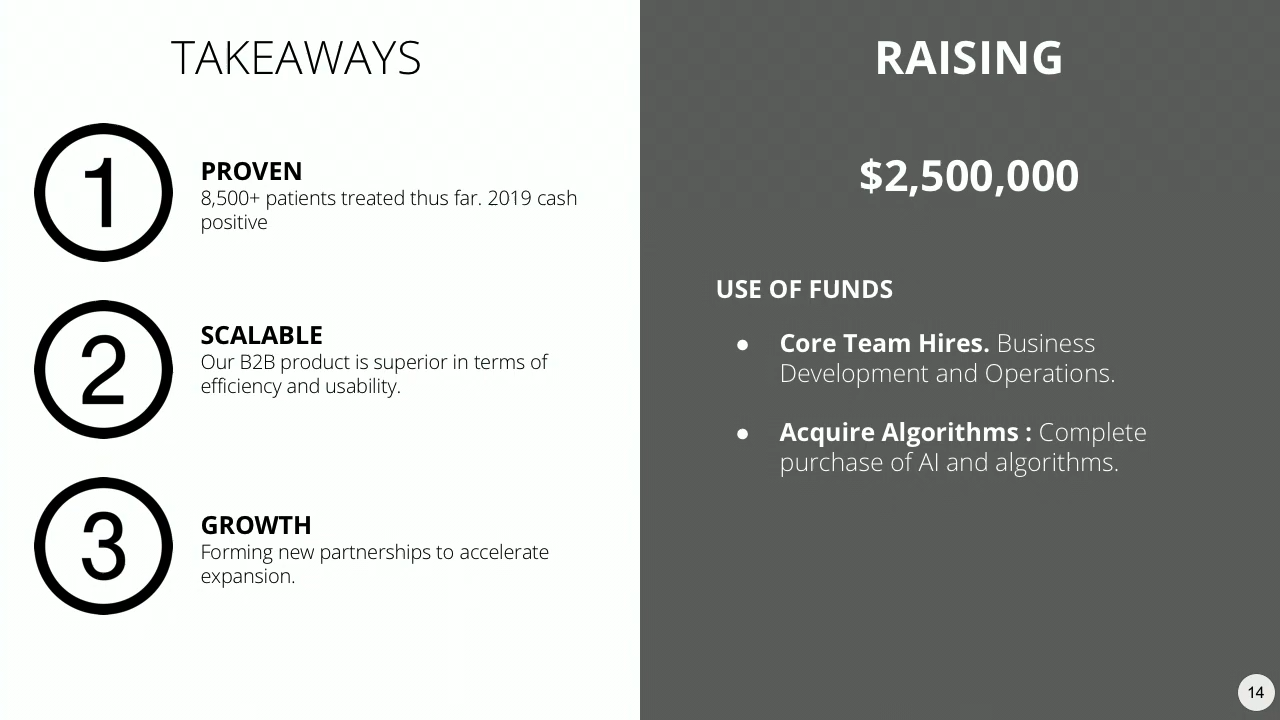 TAKEAWAYS
1
PROVEN
8,500+ patients treated thus far. 2019 cash
positive
2
SCALABLE
Our B2B product is superior in terms of
efficiency and usability.
3
GROWTH
Forming new partnerships to accelerate
expansion.
RAISING
$2,500,000
USE OF FUNDS
● Core Team Hires. Business
Development and Operations.
● Acquire Algorithms : Complete
purchase of AI and algorithms.
14